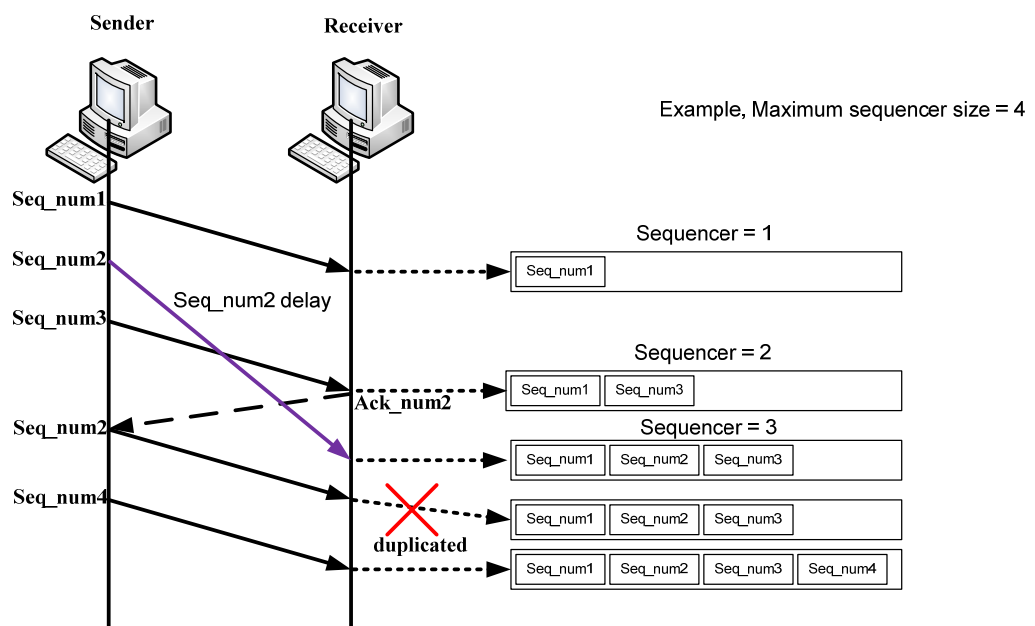 Sender
Receiver
Example, Maximum sequencer size = 4
Seq_num1
Sequencer = 1
Seq_num1
Seq_num2
Seq_num2 delay
Seq_num3
Sequencer = 2
Seq_num1 Seq_num3
Ack_num2
Seq_num2
Sequencer = 3
Seq_num1 Seq_num2 Seq_num3
Seq_num4
Seq_num1 Seq_num2 Seq_num3
duplicated
Seq_num1 Seq_num2 Seq_num3 Seq_num4